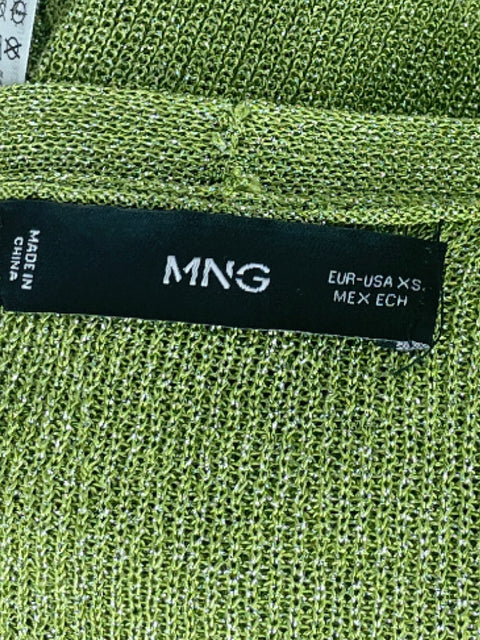 MADE IN
CHINA
MNG
EUR-USA XS.
MEX ECH